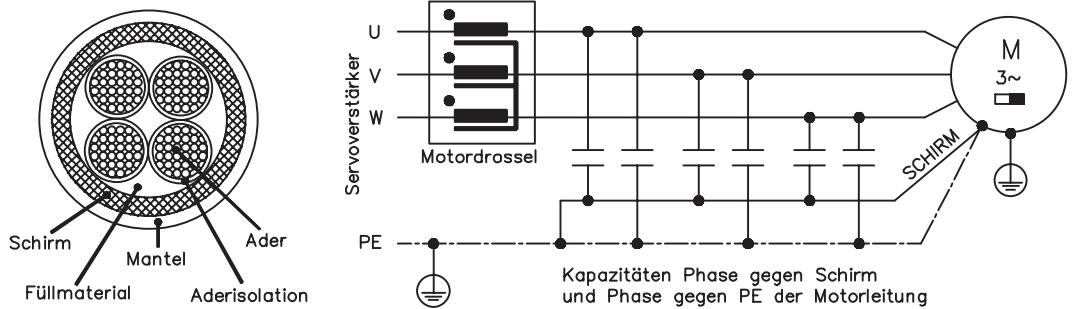 Schirm
Füllmaterial
Mantel
Ader
Aderisolation
Servoverstärker
U
V
W
PE
Motordrossel
M
3~
SCHIRM
Kapazitäten Phase gegen Schirm
und Phase gegen PE der Motorleitung